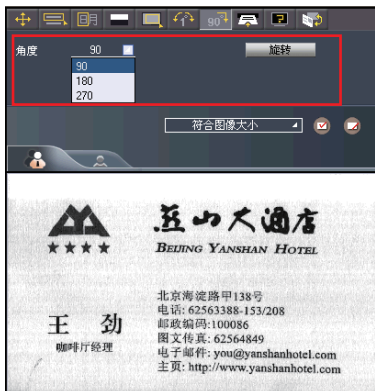 90°
角度 90 旋转
90
180
270
符合图像大小
燕山大酒店
BEIJING YANSHAN HOTEL
王 劲
咖啡厅经理
北京海淀路甲138号
电话: 62563388-153/208
邮政编码:100086
图文传真: 62564849
电子邮件: you@yanshanhotel.com
主页: http://www.yanshanhotel.com